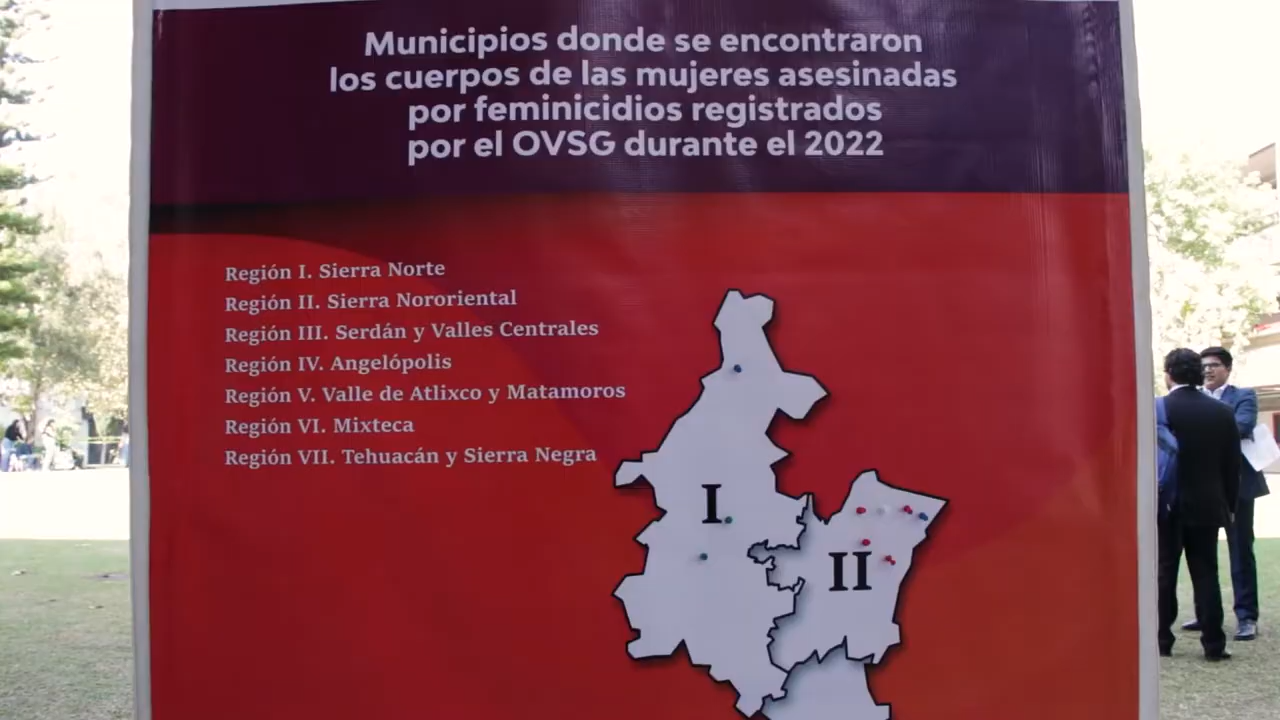 Municipios donde se encontraron
los cuerpos de las mujeres asesinadas
por feminicidios registrados
por el OVSG durante el 2022
Región I. Sierra Norte
Región II. Sierra Nororiental
Región III. Serdán y Valles Centrales
Región IV. Angelópolis
Región V. Valle de Atlixco y Matamoros
Región VI. Mixteca
Región VII. Tehuacán y Sierra Negra
I
II